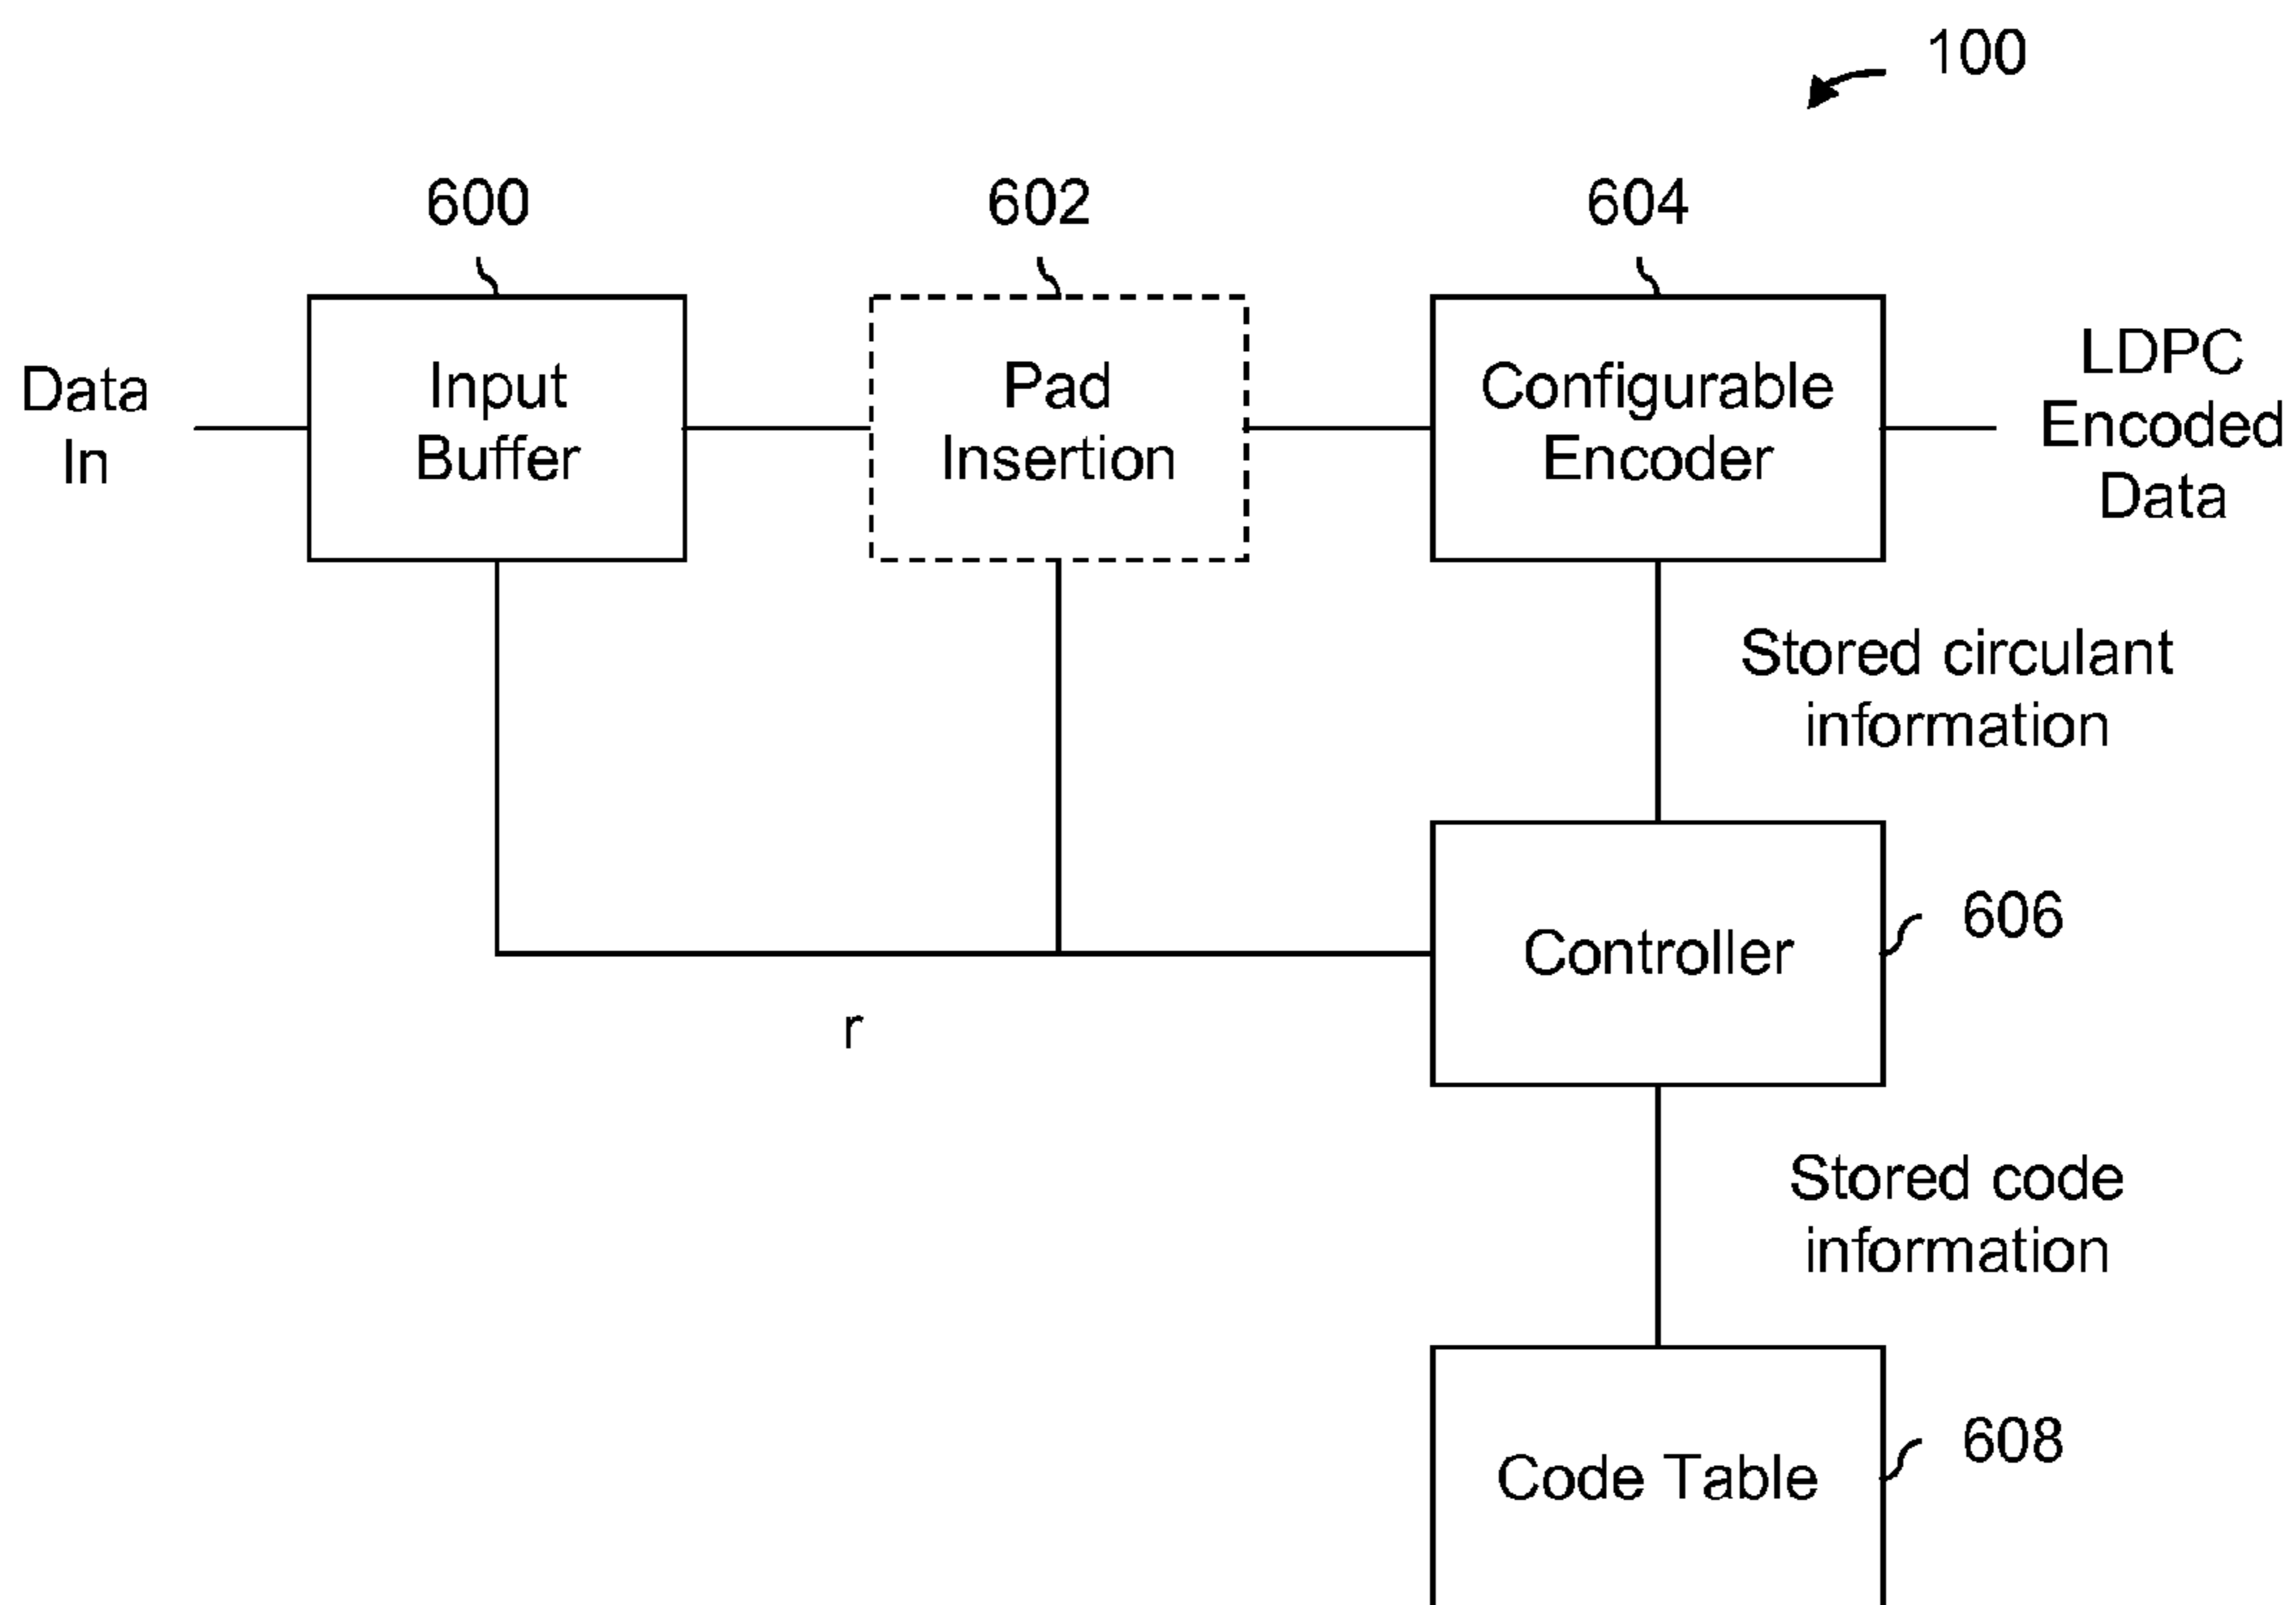 100
600
602
604
Data
In
Input
Buffer
Pad
Insertion
Configurable
Encoder
LDPC
Encoded
Data
Stored circulant
information
Controller
606
r
Stored code
information
Code Table
608